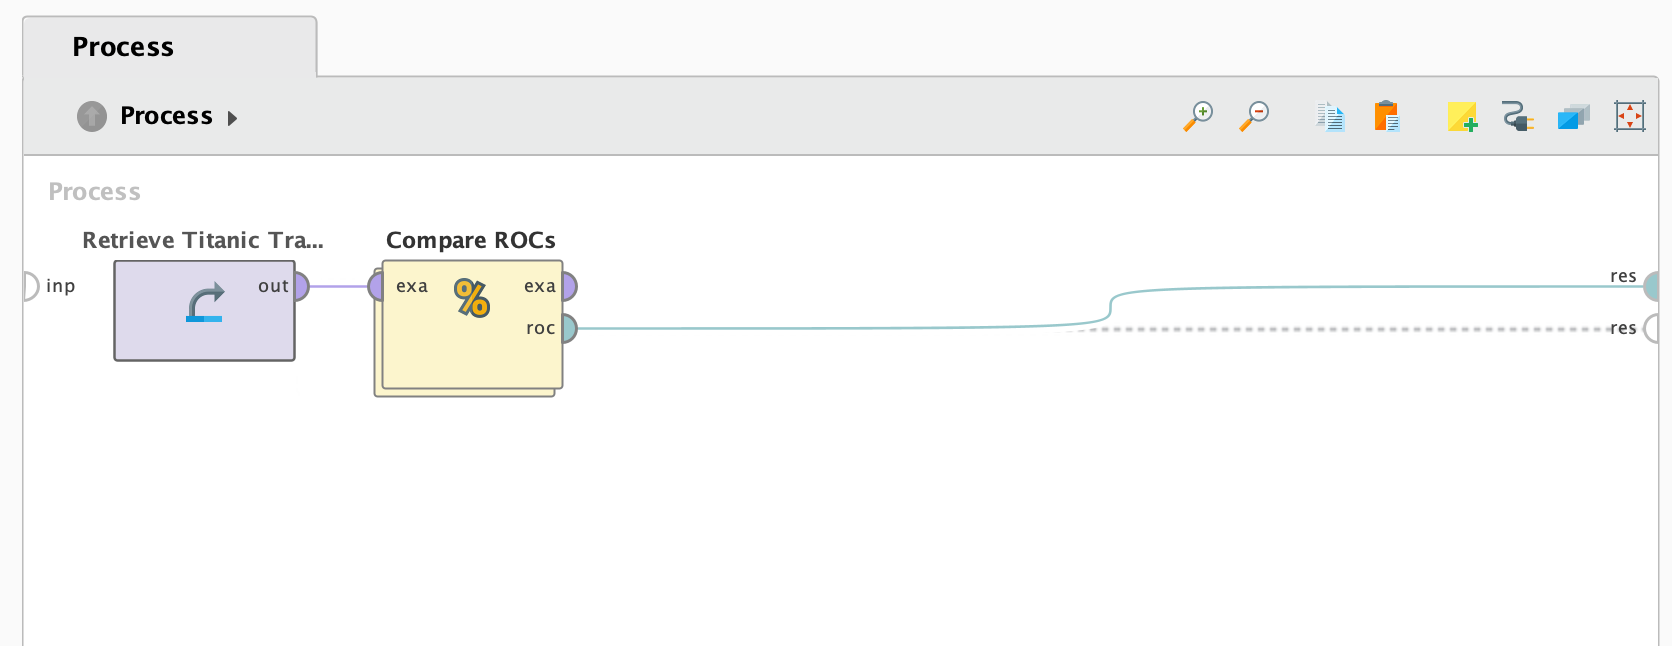 Process
Process
Process
Retrieve Titanic Tra...
Compare ROCs
inp
out
exa
exa
res
roc
res